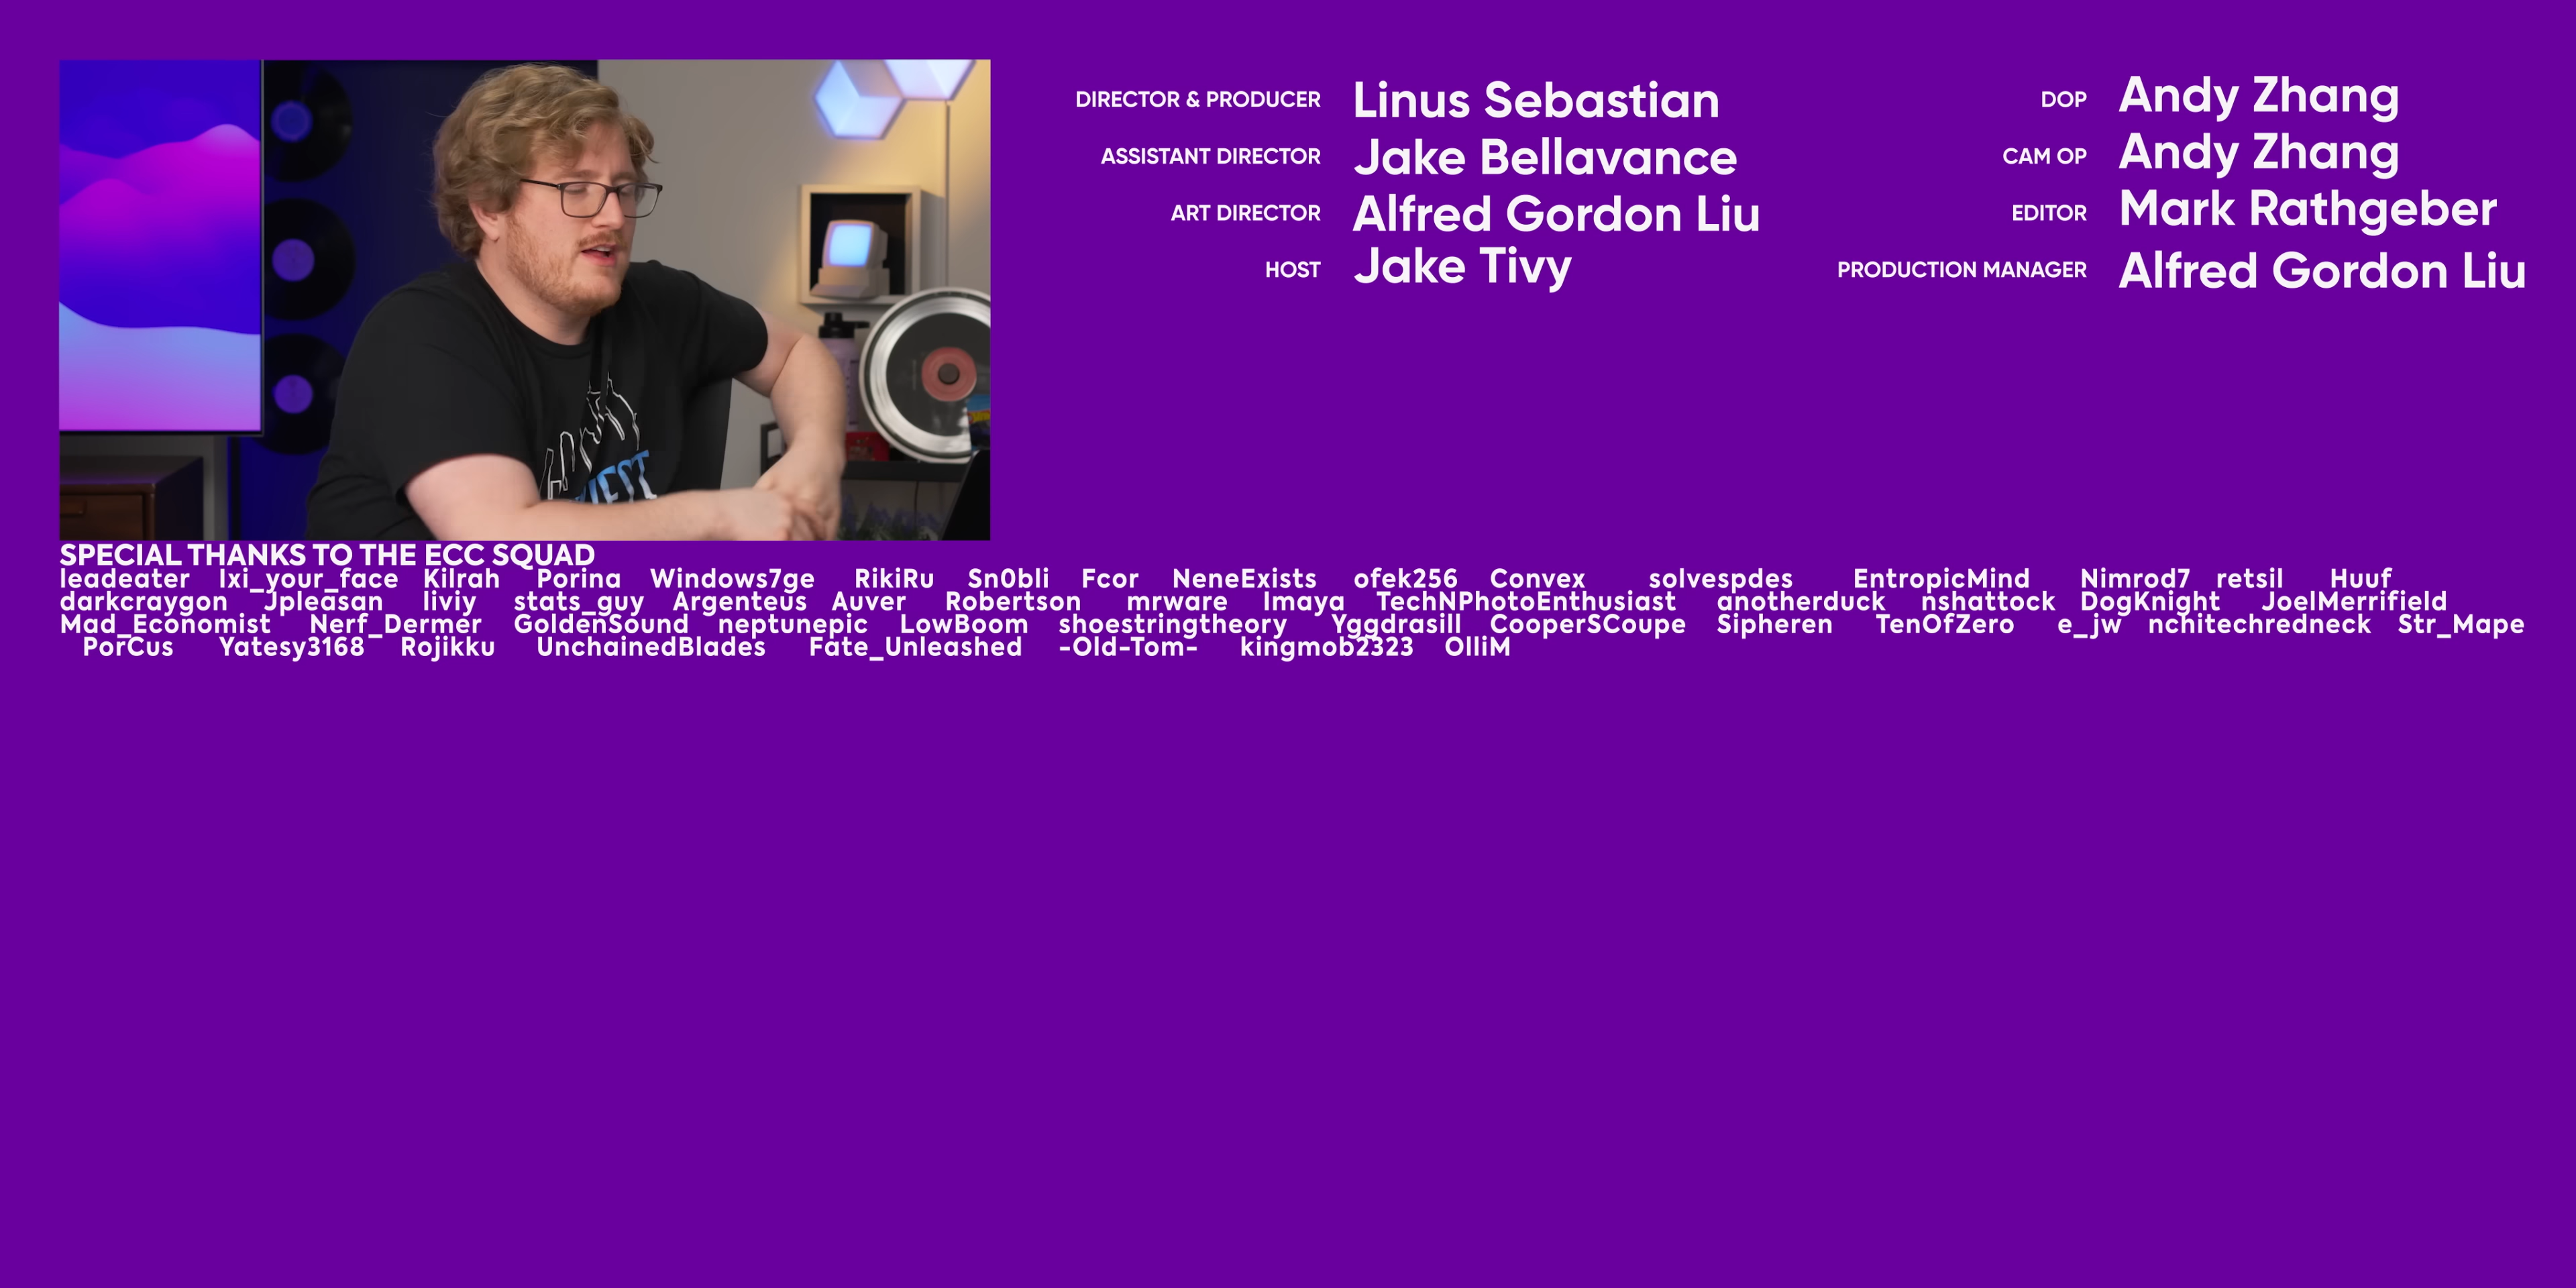 DIRECTOR & PRODUCER Linus Sebastian
ASSISTANT DIRECTOR Jake Bellavance
ART DIRECTOR Alfred Gordon Liu
HOST Jake Tivy
DOP Andy Zhang
CAM OP Andy Zhang
EDITOR Mark Rathgeber
PRODUCTION MANAGER Alfred Gordon Liu
SPECIAL THANKS TO THE ECC SQUAD
leadeater Ixi_your_face Kilrah Porina Windows7ge RikiRu Sn0bli Fcor NeneExists ofek256 Convex solvespdes EntropicMind Nimrod7 retsil Huuf
darkcraygon Jpleasan liviy stats_guy Argenteus Auver Robertson mrware Imaya TechNPhotoEnthusiast anotherduck nshattock DogKnight JoelMerrifield
Mad_Economist Nerf_Dermer GoldenSound neptunepic LowBoom shoestringtheory Yggdrasill CooperSCoupe Sipheren TenOfZero e_jw nchitechredneck Str_Mape
PorCus Yatesy3168 Rojikku UnchainedBlades Fate_Unleashed -Old-Tom- kingmob2323 OlliM